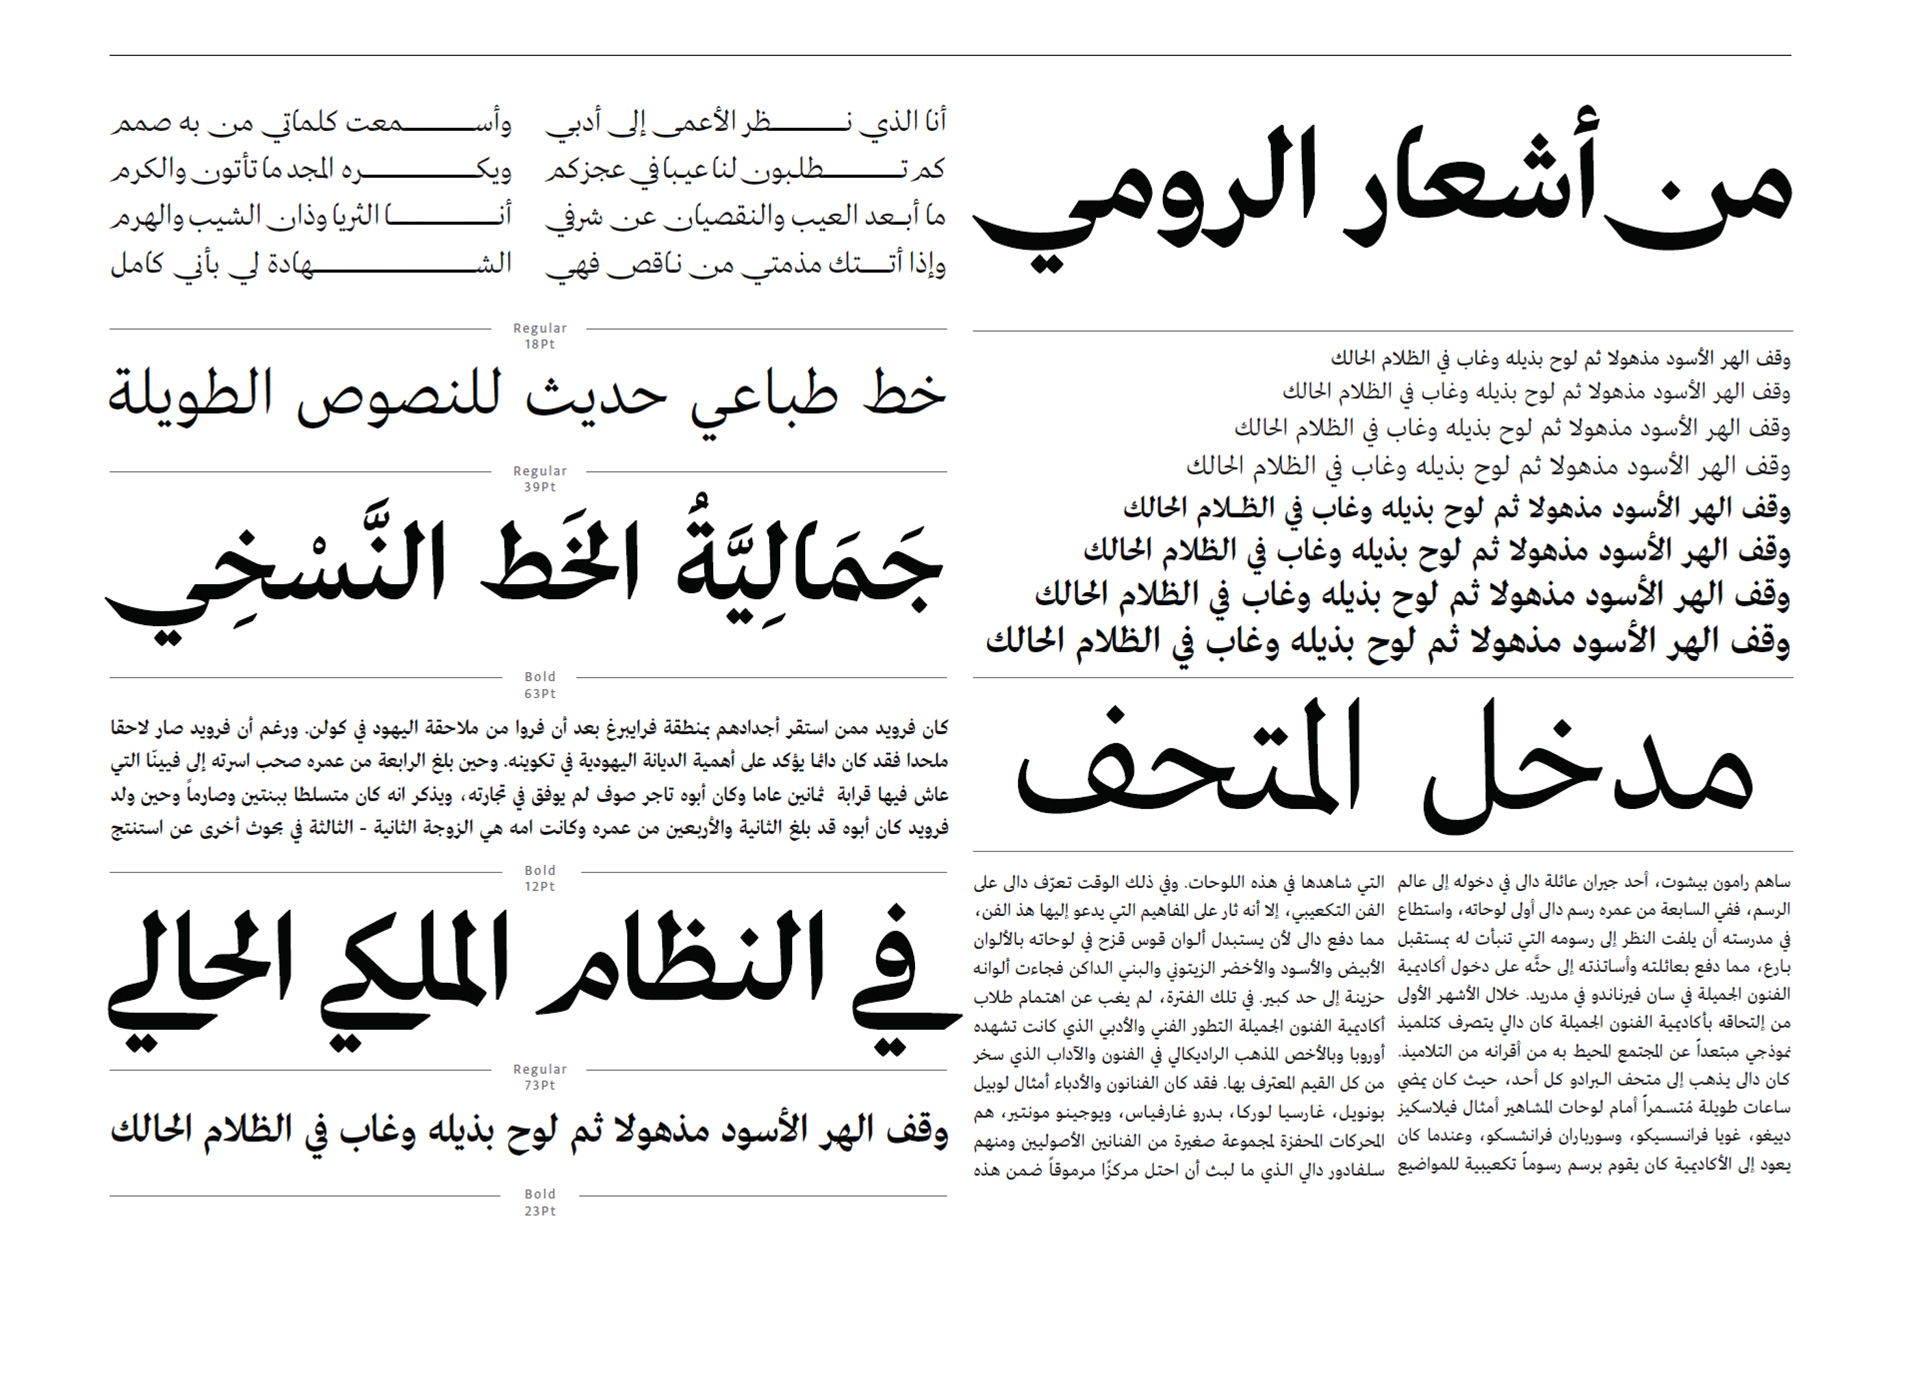 من أشعار الرومي
وقف الهر الأسود مذهولا ثم لوح بذيله وغاب في الظلام الحالك
وقف الهر الأسود مذهولا ثم لوح بذيله وغاب في الظلام الحالك
وقف الهر الأسود مذهولا ثم لوح بذيله وغاب في الظلام الحالك
وقف الهر الأسود مذهولا ثم لوح بذيله وغاب في الظلام الحالك
وقف الهر الأسود مذهولا ثم لوح بذيله وغاب في الظـلام الحالك
وقف الهر الأسود مذهولا ثم لوح بذيله وغاب في الظلام الحالك
وقف الهر الأسود مذهولا ثم لوح بذيله وغاب في الظلام الحالك
وقف الهر الأسود مذهولا ثم لوح بذيله وغاب في الظلام الحالك
مدخل المتحف
ساهم رامون بيشوت، أحد جيران عائلة دالى في دخوله إلى عالم
الرسم، ففي السابعة من عمره رسم دالى أولى لوحاته، واستطاع
في مدرسته أن يلفت النظر إلى رسومه التي تنبأت له بمستقبل
بارع، مما دفع بعائلته وأساتذته إلى حثَّه على دخول أكاديمية
الفنون الجميلة في سان فيرناندو في مدريد. خلال الأشهر الأولى
من إلتحاقه بأكاديمية الفنون الجميلة كان دالي يتصرف كتلميذ
نموذجي مبتعداً عن المجتمع المحيط به من أقرانه من التلاميذ.
كان دالى يذهب إلى متحف البرادو كل أحد، حيث كان يمضي
ساعات طويلة مُتسمراً أمام لوحات المشاهير أمثال فيلاسكيز
دييغو، غويا فرانسسيكو، وسورباران فرانشسكو، وعندما كان
يعود إلى الأكاديمية كان يقوم برسم رسوماً تكعيبية للمواضيع
التي شاهدها في هذه اللوحات. وفي ذلك الوقت تعرّف دالى على
الفن التكعيبي، إلا أنه ثار على المفاهيم التي يدعو إليها هذ الفن،
مما دفع دالى لأن يستبدل ألوان قوس قزح في لوحاته بالألوان
الأبيض والأسود والأخضر الزيتوني والبني الداكن فجاءت ألوانه
حزينة إلى حد كبير. في تلك الفترة، لم يغب عن اهتمام طلاب
أكاديمية الفنون الجميلة التطور الفني والأدبي الذي كانت تشهده
أوروبا وبالأخص المذهب الراديكالي في الفنون والآداب الذي سخر
من كل القيم المعترف بها. فقد كان الفنانون والأدباء أمثال لوبيل
بونويل، غارسيا لوركا، بدرو غارفياس، ويوجينو مونتير، هم
المحركات المحفزة لمجموعة صغيرة من الفنانين الأصوليين ومنهم
سلفادور دالي الذي ما لبث أن احتل مركزًا مرموقاً ضمن هذه
أنا الذي نـــظر الأعمى إلى أدبي وأســـمعت كلماتي من به صمم
كم تـــطلبون لنا عيبا في عجزكم ويكـــره المجد ما تأتون والكرم
ما أبـعد العيب والنقصيان عن شرفي أنـــا الثريا وذان الشيب والهرم
وإذا أتـــتك مذمتي من ناقص فهي الشـــهادة لي بأني كامل
Regular
18Pt
خط طباعي حديث للنصوص الطويلة
Regular
39Pt
جَمَالِيَّةُ الخَط النَّسْخِي
Bold
63Pt
كان فرويد ممن استقر أجدادهم بمنطقة فرايبرغ بعد أن فروا من ملاحقة اليهود في كولن. ورغم أن فرويد صار لاحقا
ملحدا فقد كان دائما يؤكد على أهمية الديانة اليهودية في تكوينه. وحين بلغ الرابعة من عمره صحب اسرته إلى فيينّا التي
عاش فيها قرابة ثمانين عاما وكان أبوه تاجر صوف لم يوفق في تجارته، ويذكر انه كان متسلطا ببنتين وصارماً وحين ولد
فرويد كان أبوه قد بلغ الثانية والأربعين من عمره وكانت امه هي الزوجة الثانية - الثالثة في بحوث أخرى عن استنتج
Bold
12Pt
في النظام الملكي الحالي
Regular
73Pt
وقف الهر الأسود مذهولا ثم لوح بذيله وغاب في الظلام الحالك
Bold
23Pt